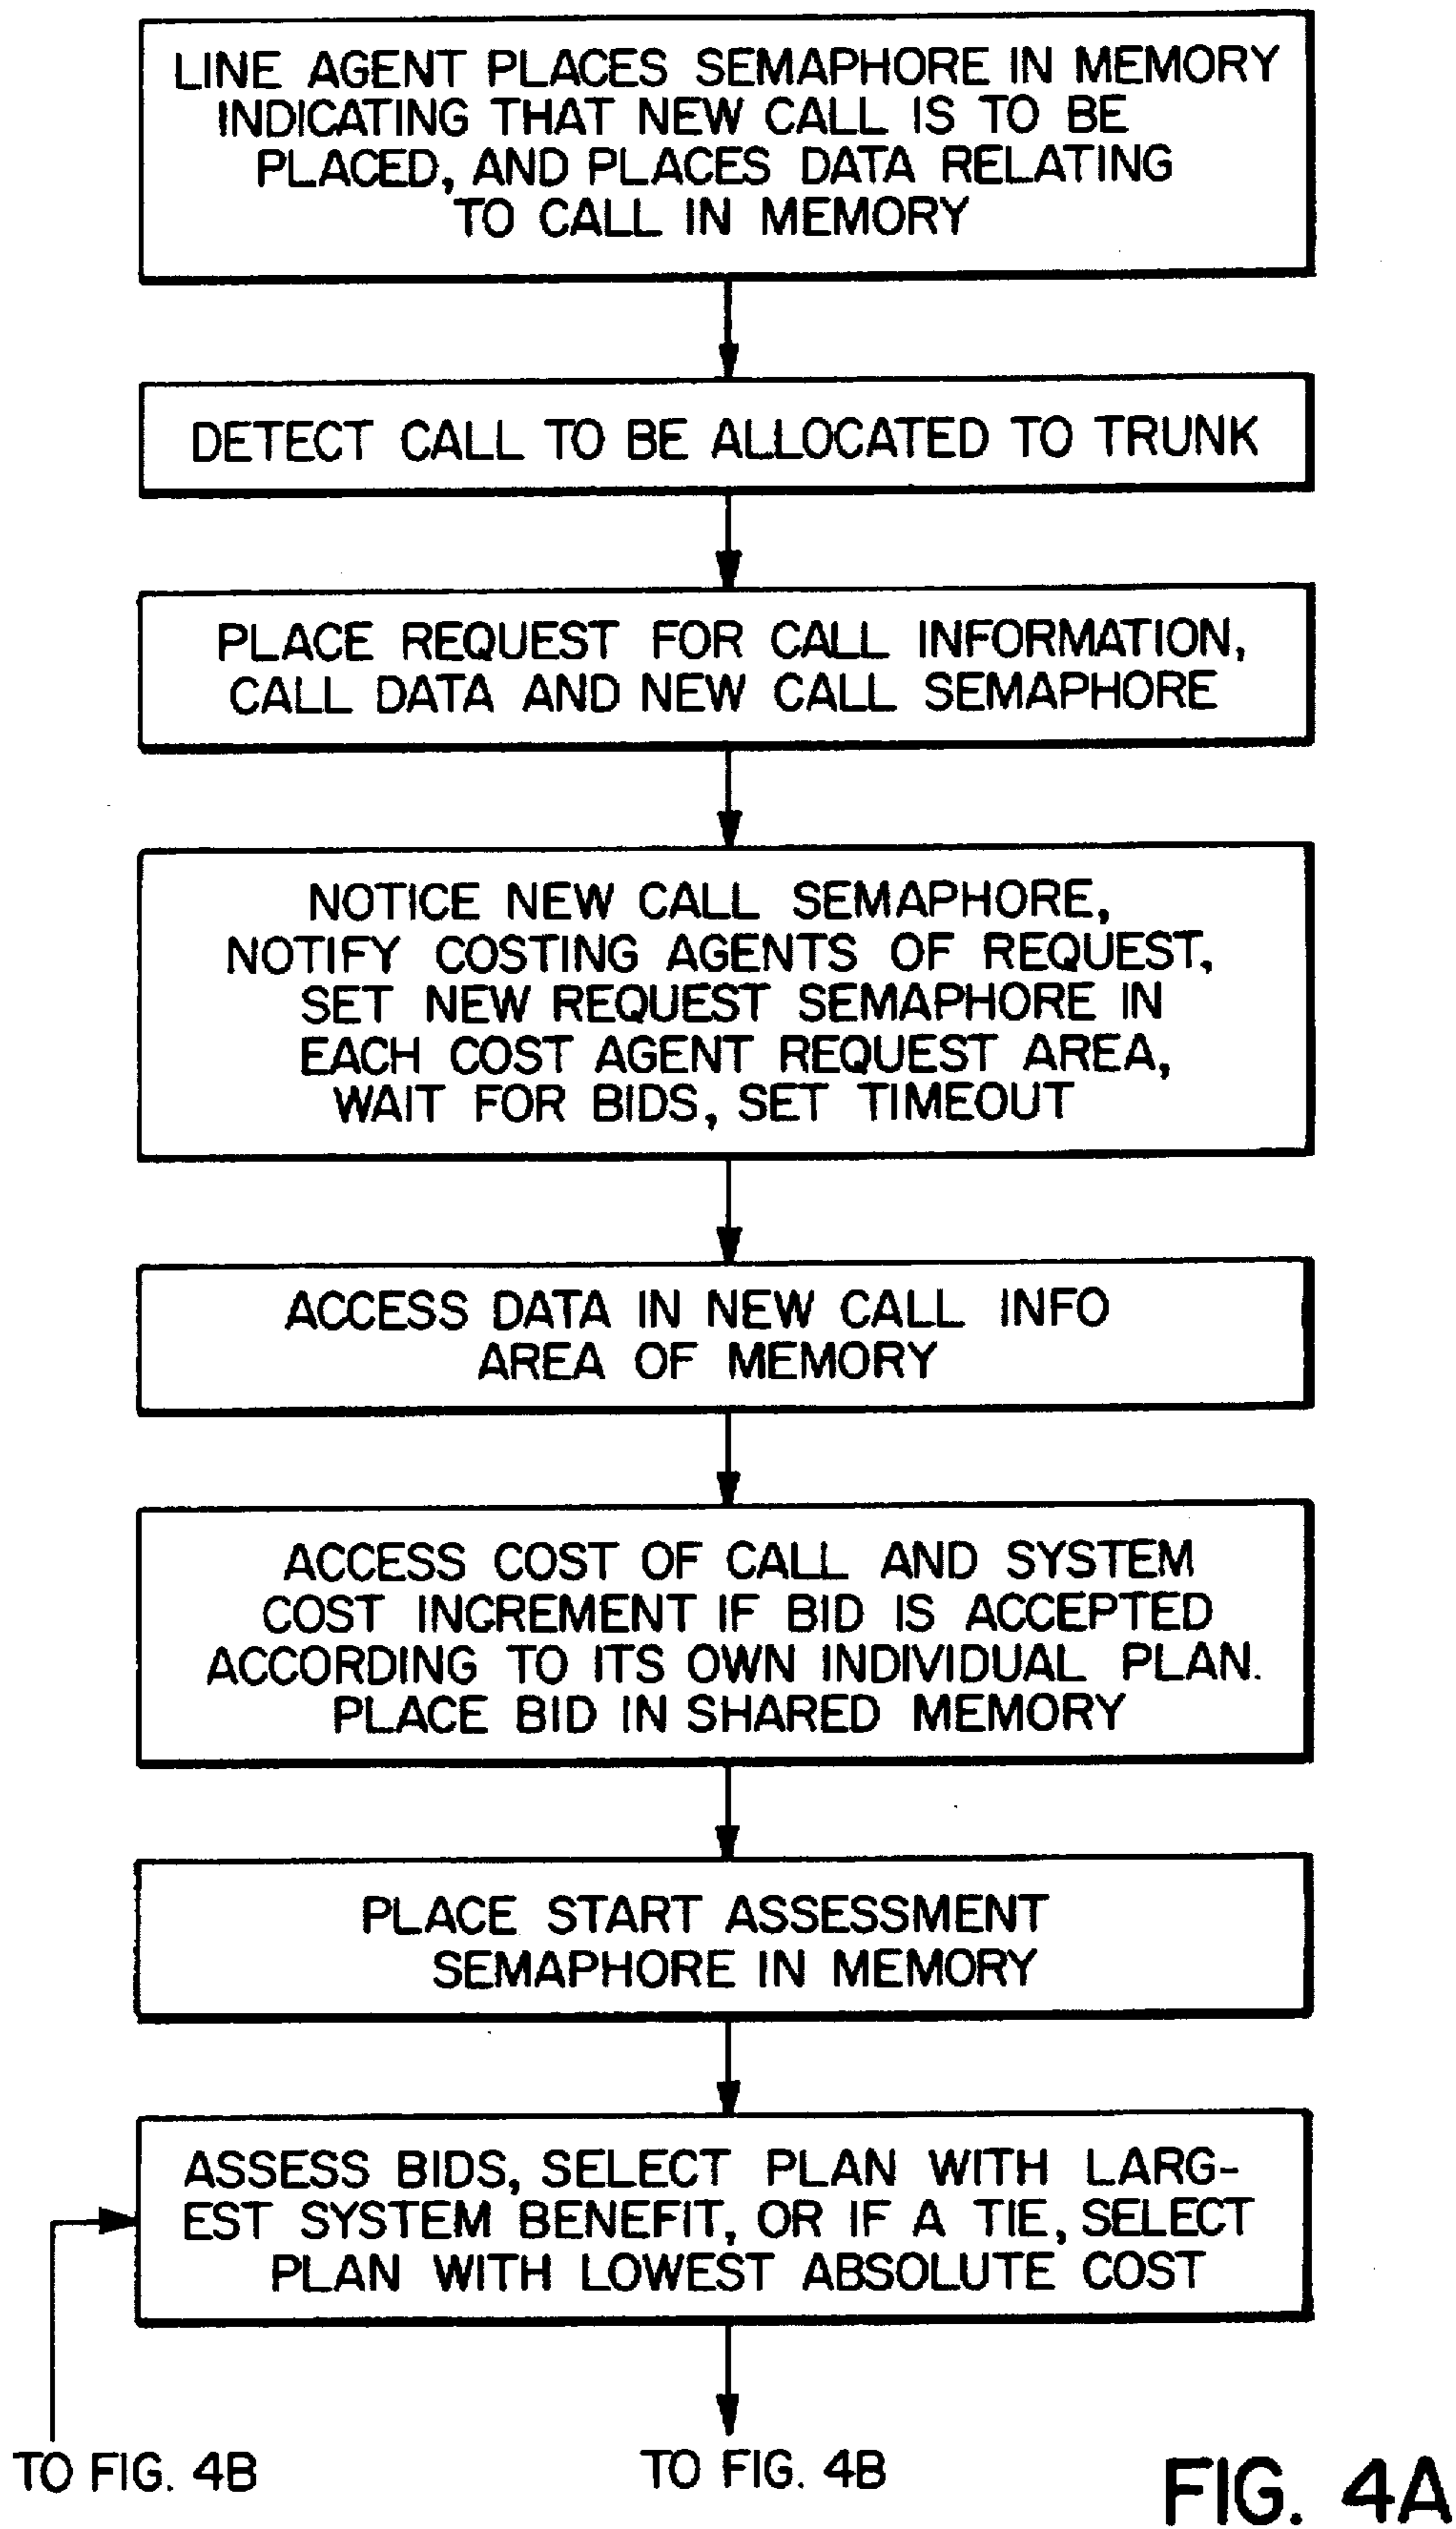 LINE AGENT PLACES SEMAPHORE IN MEMORY
INDICATING THAT NEW CALL IS TO BE
PLACED, AND PLACES DATA RELATING
TO CALL IN MEMORY
DETECT CALL TO BE ALLOCATED TO TRUNK
PLACE REQUEST FOR CALL INFORMATION,
CALL DATA AND NEW CALL SEMAPHORE
NOTICE NEW CALL SEMAPHORE,
NOTIFY COSTING AGENTS OF REQUEST,
SET NEW REQUEST SEMAPHORE IN
EACH COST AGENT REQUEST AREA,
WAIT FOR BIDS, SET TIMEOUT
ACCESS DATA IN NEW CALL INFO
AREA OF MEMORY
ACCESS COST OF CALL AND SYSTEM
COST INCREMENT IF BID IS ACCEPTED
ACCORDING TO ITS OWN INDIVIDUAL PLAN.
PLACE BID IN SHARED MEMORY
PLACE START ASSESSMENT
SEMAPHORE IN MEMORY
ASSESS BIDS, SELECT PLAN WITH LARG-
EST SYSTEM BENEFIT, OR IF A TIE, SELECT
PLAN WITH LOWEST ABSOLUTE COST
TO FIG. 4B
TO FIG. 4B
FIG. 4A